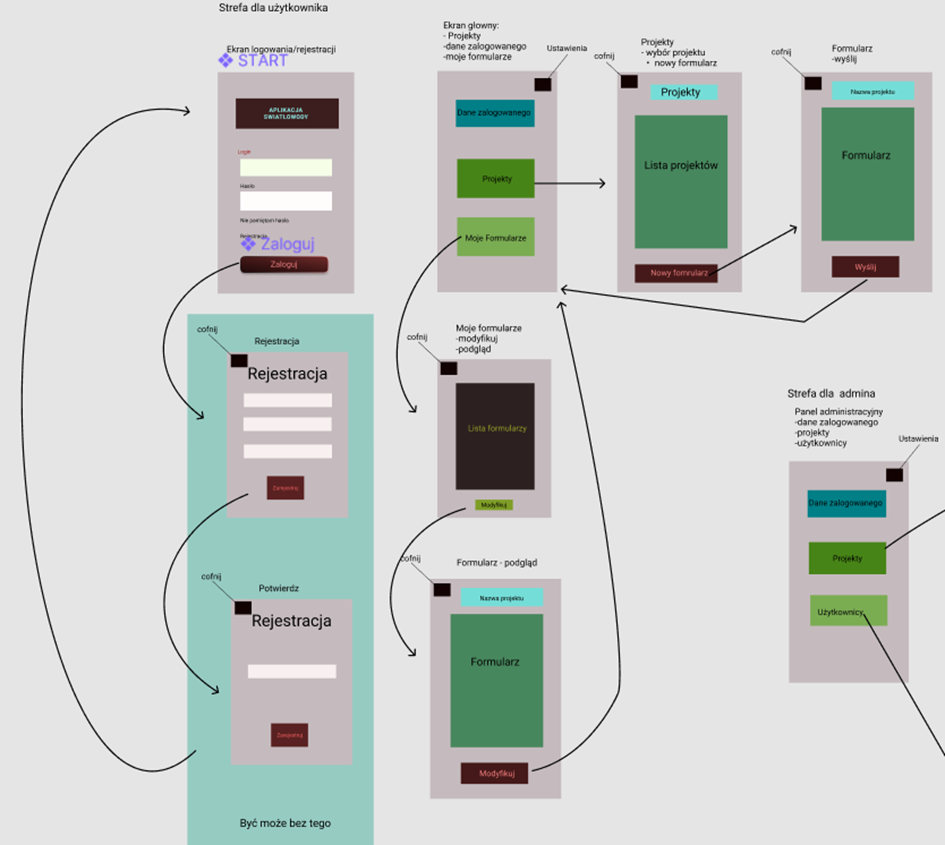 Strefa dla użytkownika
Ekran logowania/rejestracji
START
APLIKACJA
SWIATLOWODY
Login
Hasło
Nie pamiętam hasła
Rejestracja
Zaloguj
Zaloguj
cofnij
Rejestracja
Rejestracja
Zarejestruj
cofnij
Potwierdz
Rejestracja
Zarejestruj
Być może bez tego
Ekran głowny:
- Projekty
-dane zalogowanego
-moje formularze
Ustawienia
Dane zalogowanego
Projekty
Moje Formularze
cofnij
Projekty
- wybór projektu
• nowy formularz
Projekty
Lista projektów
Nowy fomrularz
cofnij
Formularz
-wyślij
Nazwa projektu
Formularz
Wyślij
cofnij
Moje formularze
-modyfikuj
-podgląd
Lista formularzy
Modyfikuj
cofnij
Formularz - podgląd
Nazwa projektu
Formularz
Modyfikuj
Strefa dla admina
Panel administracyjny
-dane zalogowanego
-projekty
-użytkownicy
Ustawienia
Dane zalogowanego
Projekty
Użytkownicy